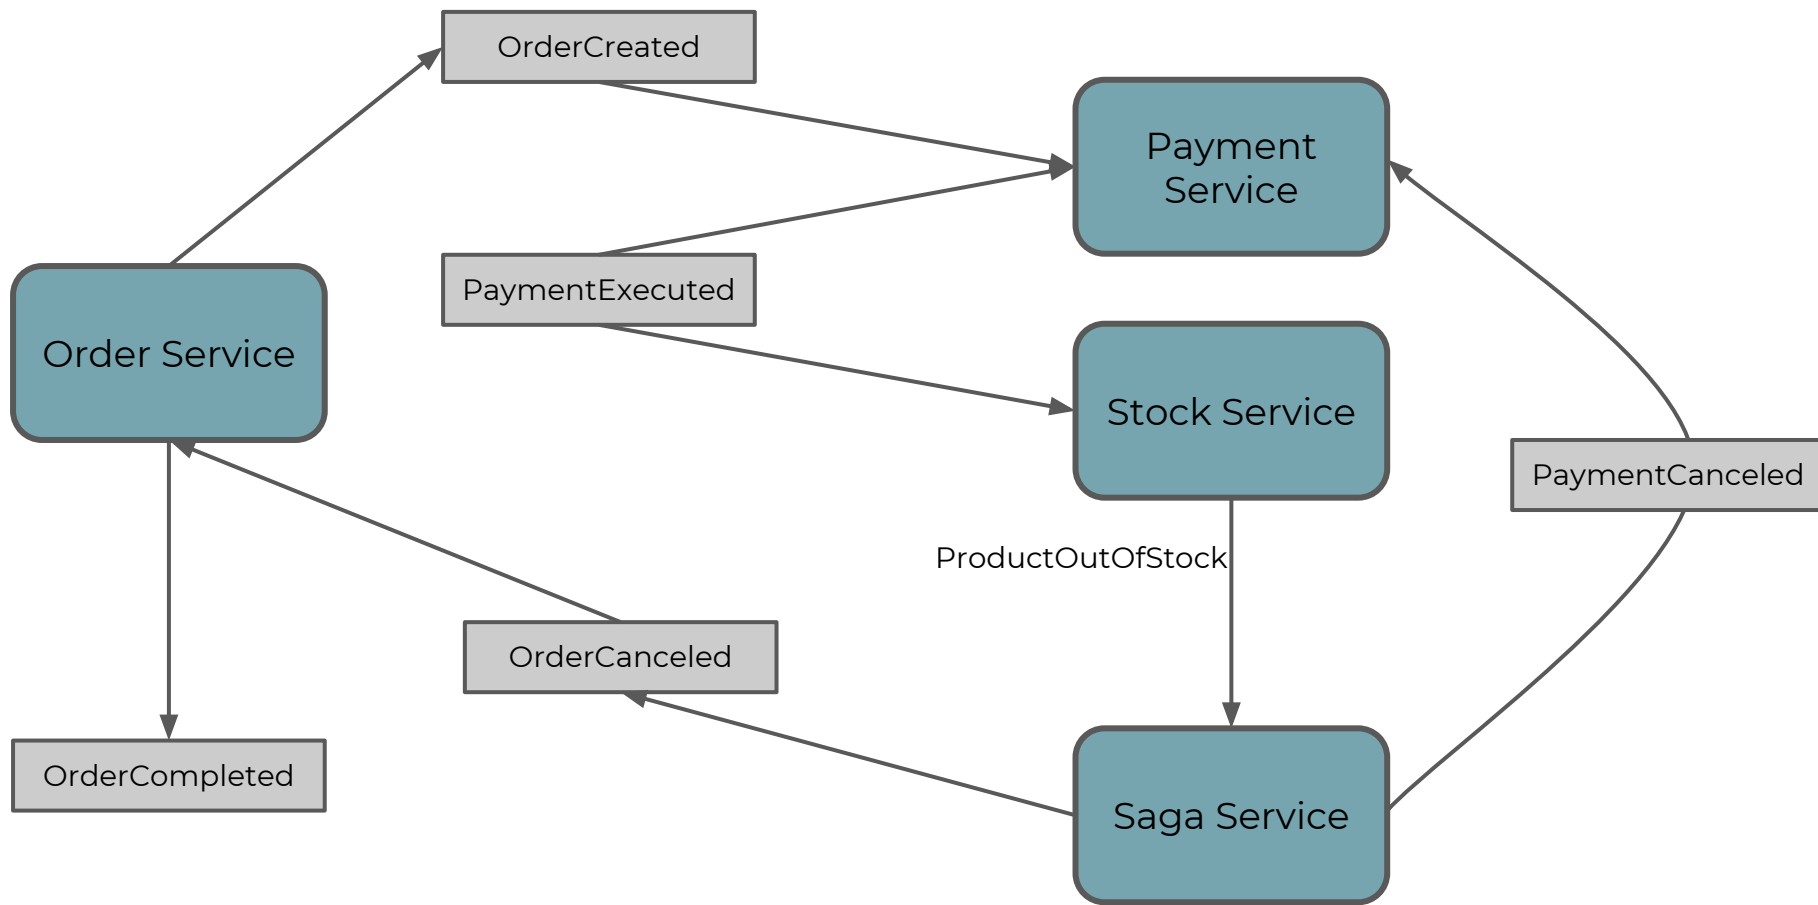 OrderCreated
Payment
Service
PaymentExecuted
Order Service
Stock Service
PaymentCanceled
ProductOutOfStock
OrderCanceled
OrderCompleted
Saga Service